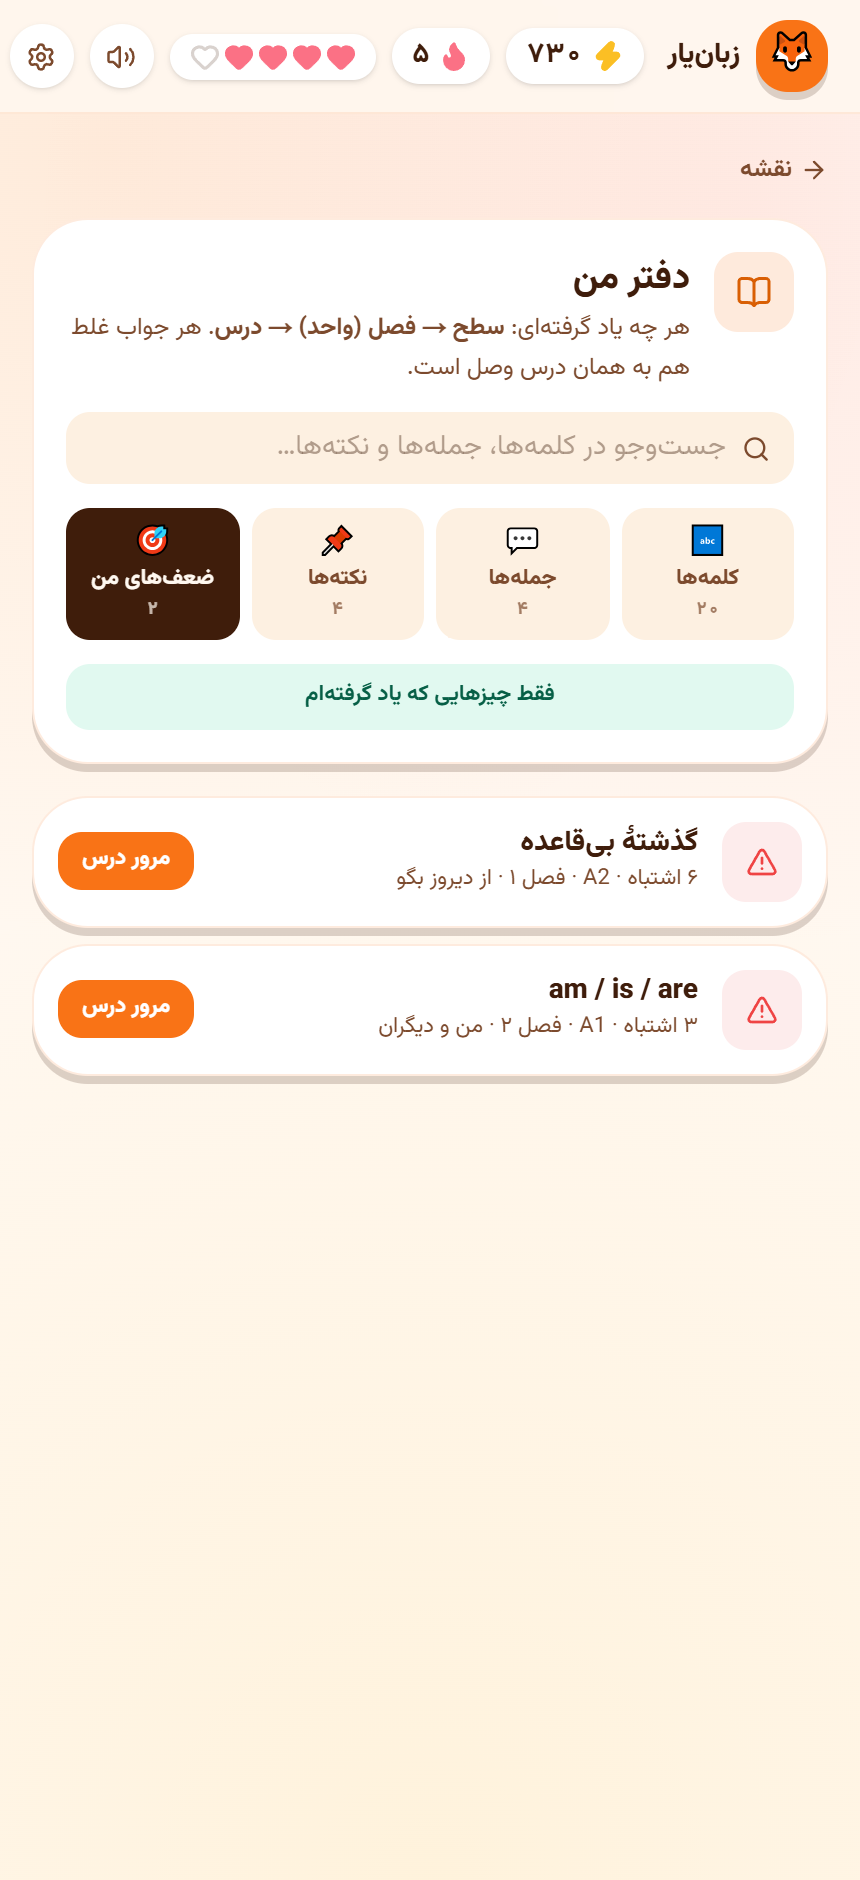 زبان‌یار
۷۳۰
۵
نقشه
دفتر من
هر چه یاد گرفته‌ای: سطح → فصل (واحد) → درس. هر جواب غلط
هم به همان درس وصل است.
جست‌وجو در کلمه‌ها، جمله‌ها و نکته‌ها…
abc
کلمه‌ها
۲۰
جمله‌ها
۴
نکته‌ها
۴
ضعف‌های من
۲
فقط چیزهایی که یاد گرفته‌ام
گذشتهٔ بی‌قاعده
۶ اشتباه · A2 · فصل ۱ · از دیروز بگو
مرور درس
am / is / are
۳ اشتباه · A1 · فصل ۲ · من و دیگران
مرور درس